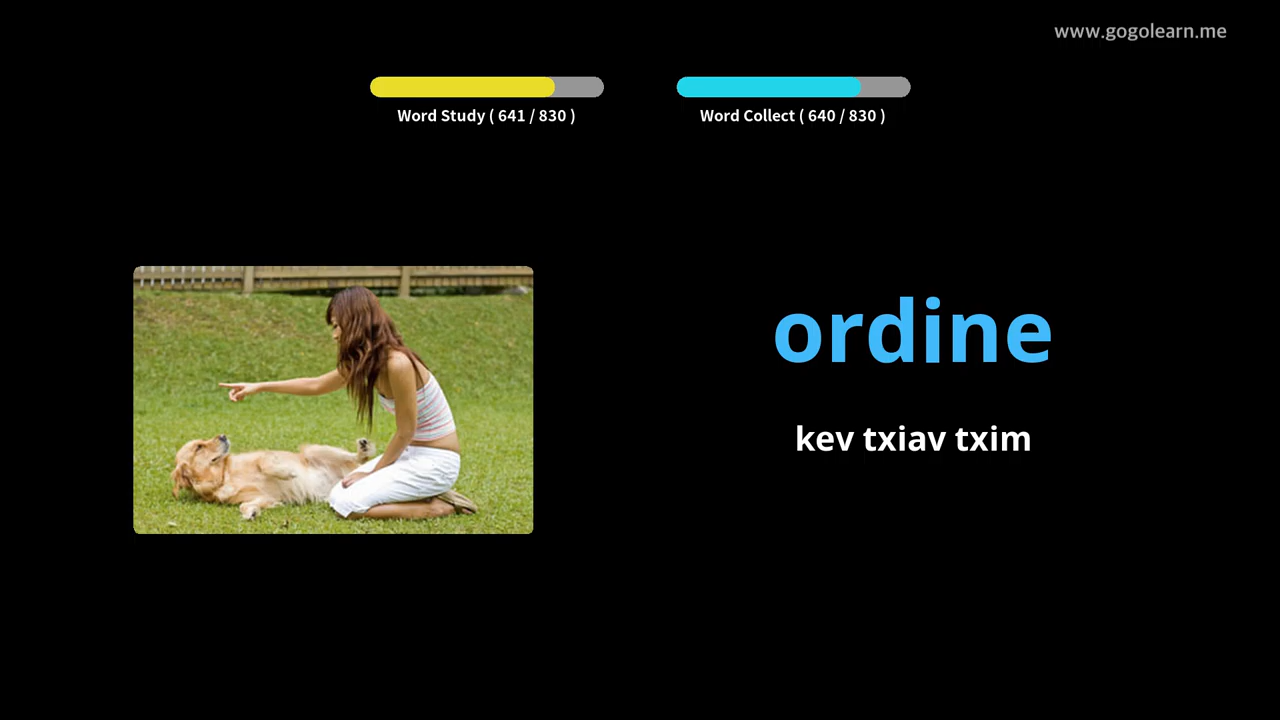 www.gogolearn.me
Word Study ( 641 / 830 )
Word Collect ( 640 / 830 )
ordine
kev txiav txim